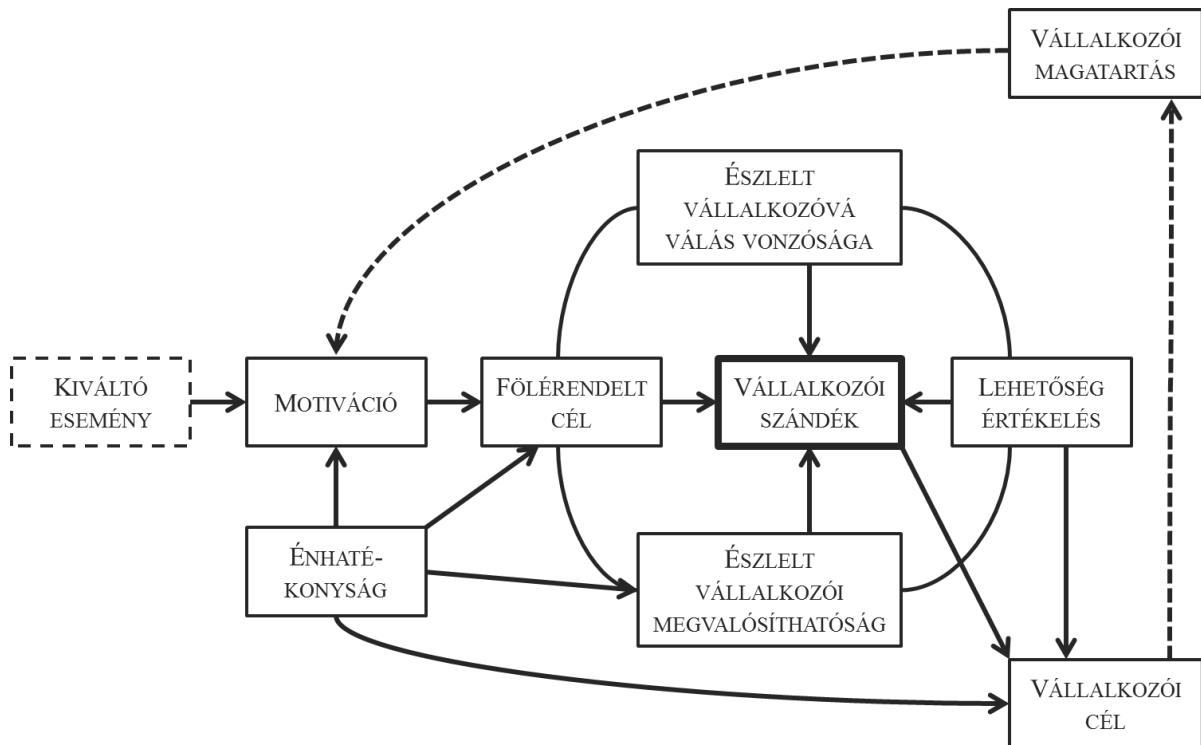 VÁLLALKOZÓI
MAGATARTÁS
ÉSZLELT
VÁLLALKOZÓVÁ
VÁLÁS VONZÓSÁGA
KIVÁLTÓ
ESEMÉNY
MOTIVÁCIÓ
FÖLÉRENDELT
CÉL
VÁLLALKOZÓI
SZÁNDÉK
LEHETŐSÉG
ÉRTÉKELÉS
ÉNHATÉ-
KONYSÁG
ÉSZLELT
VÁLLALKOZÓI
MEGVALÓSÍTHATÓSÁG
VÁLLALKOZÓI
CÉL